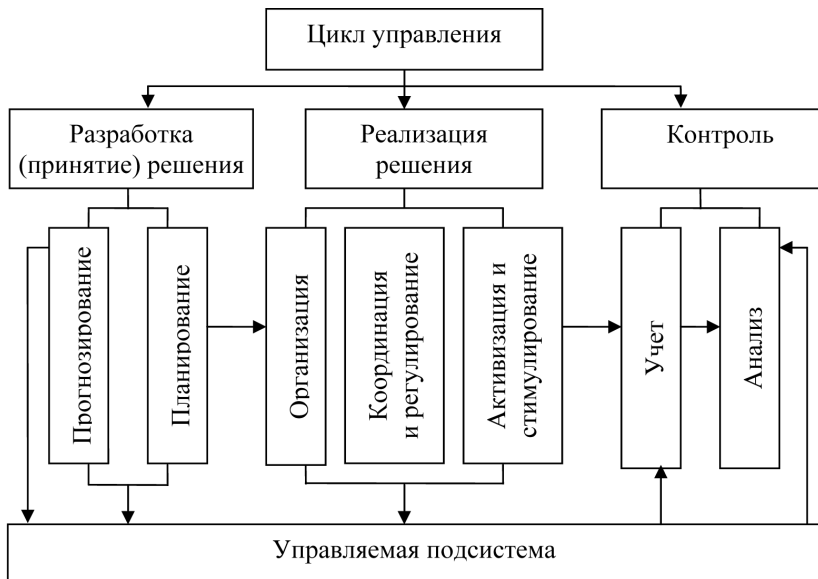 Цикл управления
Разработка
(принятие) решения
Реализация
решения
Контроль
Прогнозирование
Планирование
Организация
Координация
и регулирование
Активизация и
стимулирование
Учет
Анализ
Управляемая подсистема